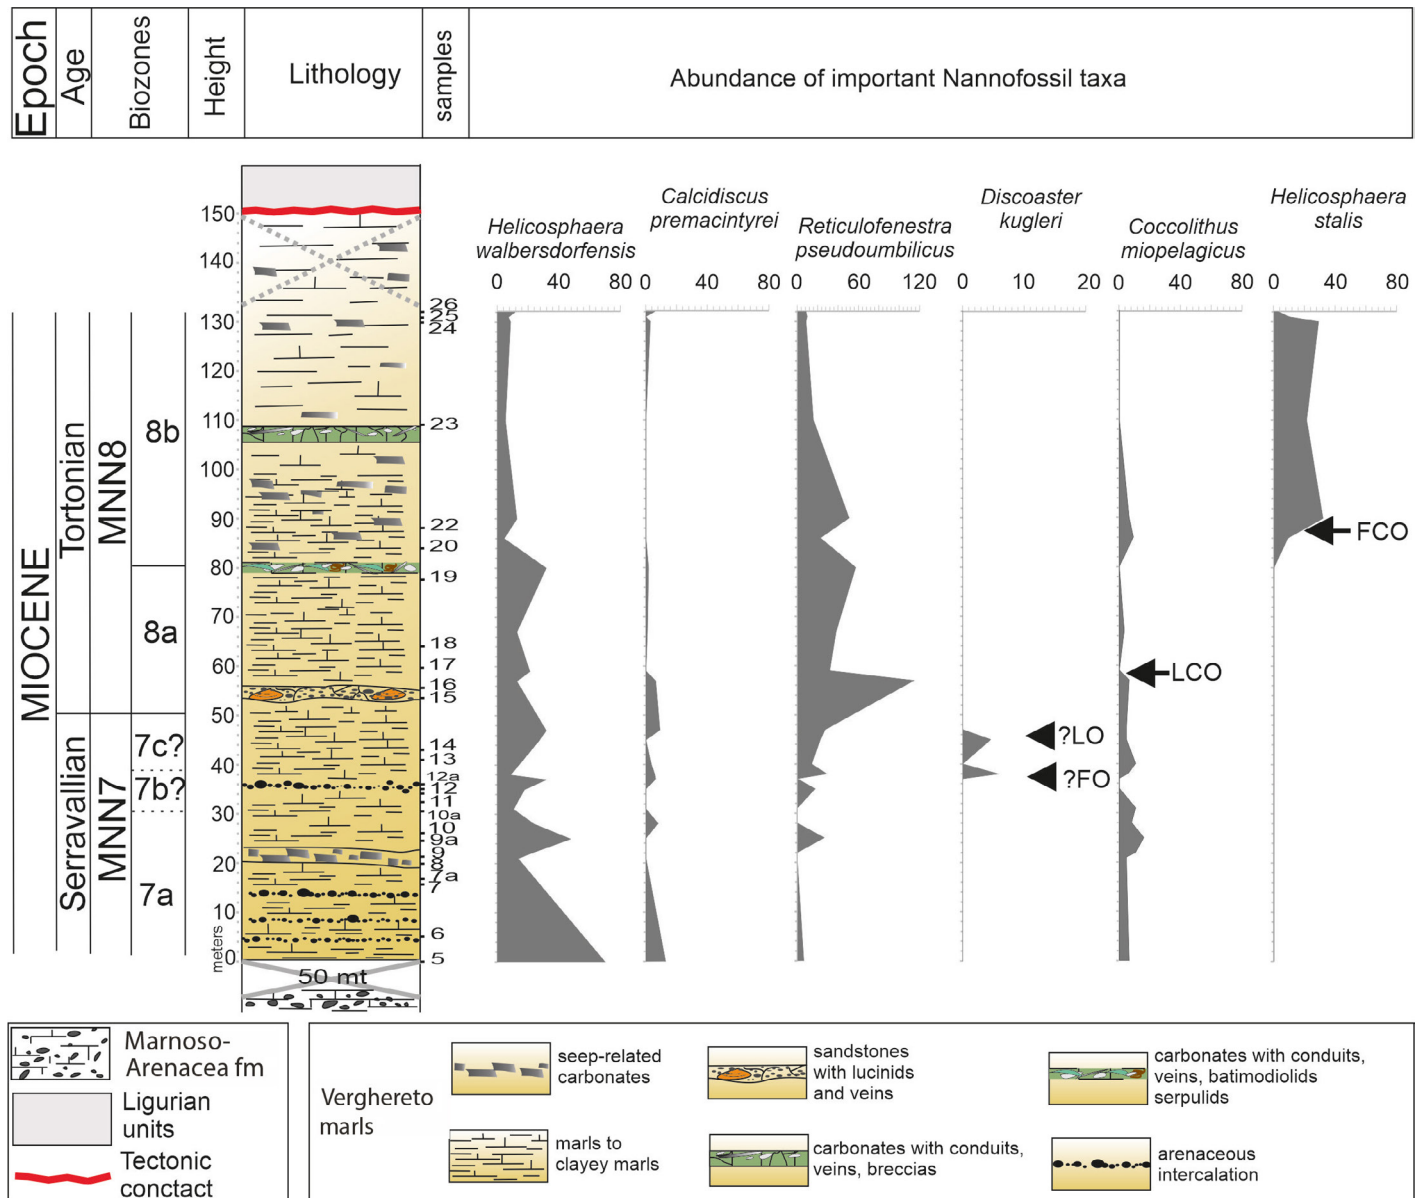 Epoch
Age
Biozones
Height
Lithology
samples
Abundance of important Nannofossil taxa
Helicosphaera
walbersdorfensis
0 40 80
Calcidiscus
premacintyrei
0 40 80
Reticulofenestra
pseudoumbilicus
0 60 120
Discoaster
kugleri
0 10 20
Coccolithus
miopelagicus
0 40 80
Helicosphaera
stalis
0 40 80
MIOCENE
Tortonian
Serravallian
MNN8
MNN7
8b
8a
7c?
7b?
7a
150
140
130
120
110
100
90
80
70
60
50
40
30
20
10
0
meters
26
25
24
23
22
20
19
18
17
16
15
14
13
12a
12
11
10a
10
9a
9
8
7a
7
6
5
50 mt
FCO
LCO
?LO
?FO
Marnoso-
Arenacea fm
Ligurian
units
Tectonic
conctact
Verghereto
marls
seep-related
carbonates
marls to
clayey marls
sandstones
with lucinids
and veins
carbonates with conduits,
veins, breccias
carbonates with conduits,
veins, batimodiolids
serpulids
arenaceous
intercalation